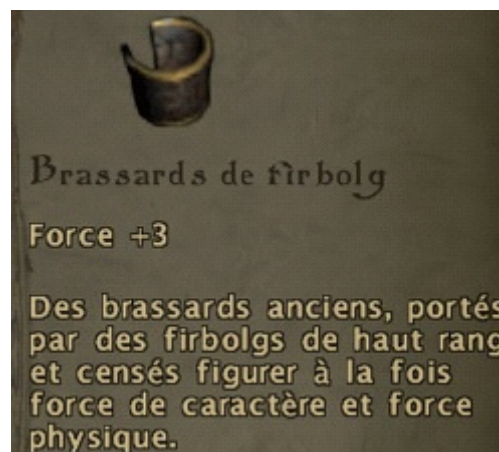 Brassards de firbolg
Force +3
Des brassards anciens, portés
par des firbolgs de haut rang
et censés figurer à la fois
force de caractère et force
physique.